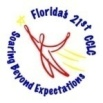 Florida's 21st CCLC
Soaring Beyond Expectations